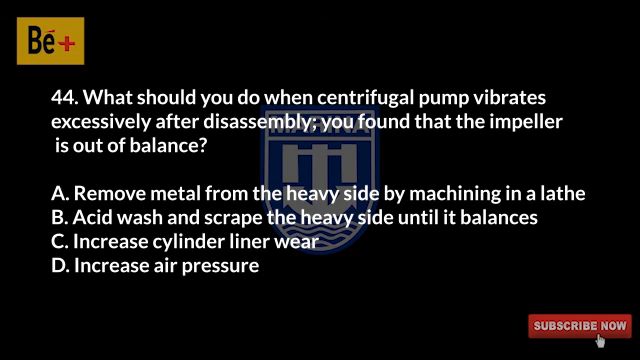 Bé+
44. What should you do when centrifugal pump vibrates
excessively after disassembly; you found that the impeller
is out of balance?
MARINA
A. Remove metal from the heavy side by machining in a lathe
B. Acid wash and scrape the heavy side until it balances
C. Increase cylinder liner wear
D. Increase air pressure
SUBSCRIBE NOW